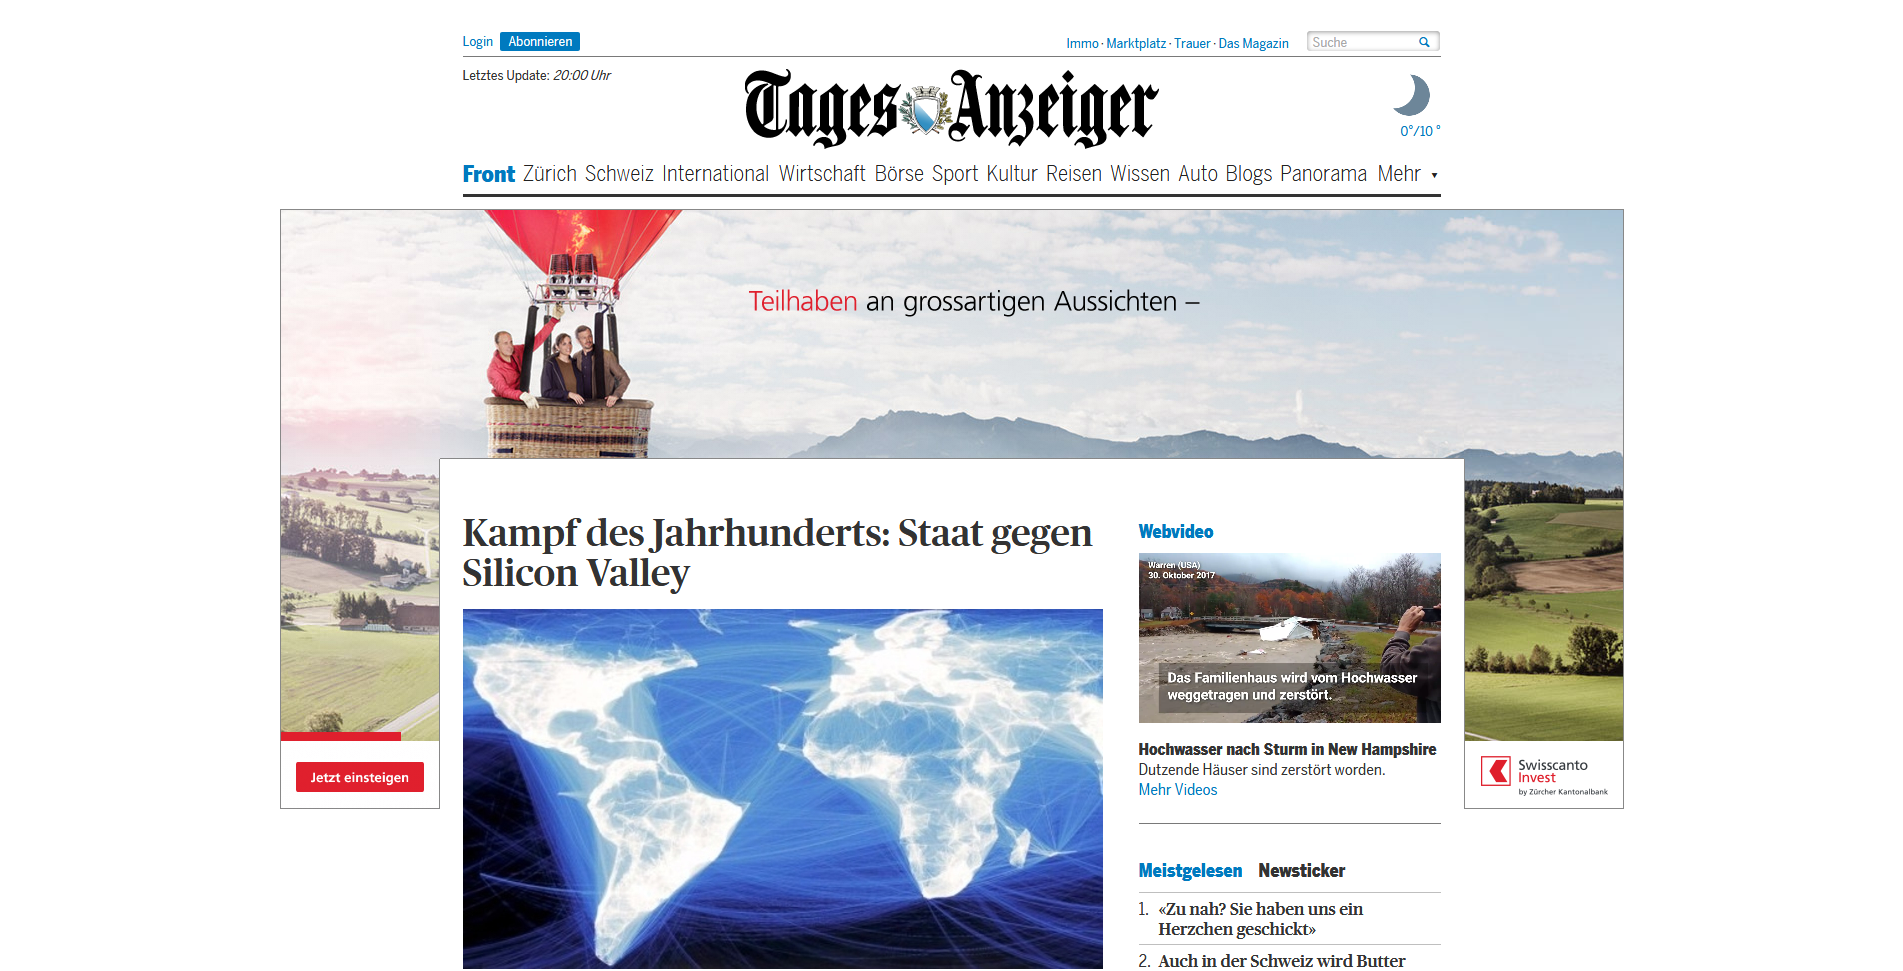 Login Abonnieren
Immo · Marktplatz · Trauer · Das Magazin
Suche
Letztes Update: 20:00 Uhr
Tages Anzeiger
0°/10 °
Front Zürich Schweiz International Wirtschaft Börse Sport Kultur Reisen Wissen Auto Blogs Panorama Mehr
Teilhaben an grossartigen Aussichten –
Jetzt einsteigen
Kampf des Jahrhunderts: Staat gegen
Silicon Valley
Webvideo
Warren (USA)
30. Oktober 2017
Das Familienhaus wird vom Hochwasser
weggetragen und zerstört.
Hochwasser nach Sturm in New Hampshire
Dutzende Häuser sind zerstört worden.
Mehr Videos
Swisscanto
Invest
by Zürcher Kantonalbank
Meistgelesen Newsticker
1. «Zu nah? Sie haben uns ein
Herzchen geschickt»
2. Auch in der Schweiz wird Butter